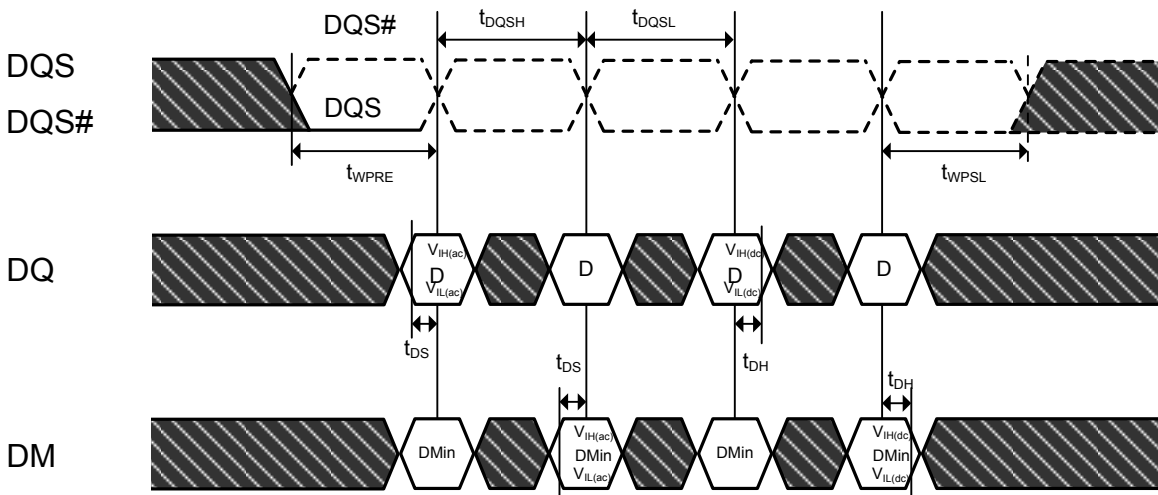 DQS#
tDQSH
tDQSL
DQS
DQS
DQS#
tWPRE
tWPSL
DQ
VIH(ac)
D
VIL(ac)
D
VIH(dc)
D
VIL(dc)
D
tDS
tDS
tDH
tDH
DM
DMin
VIH(ac)
DMin
VIL(ac)
DMin
VIH(dc)
DMin
VIL(dc)